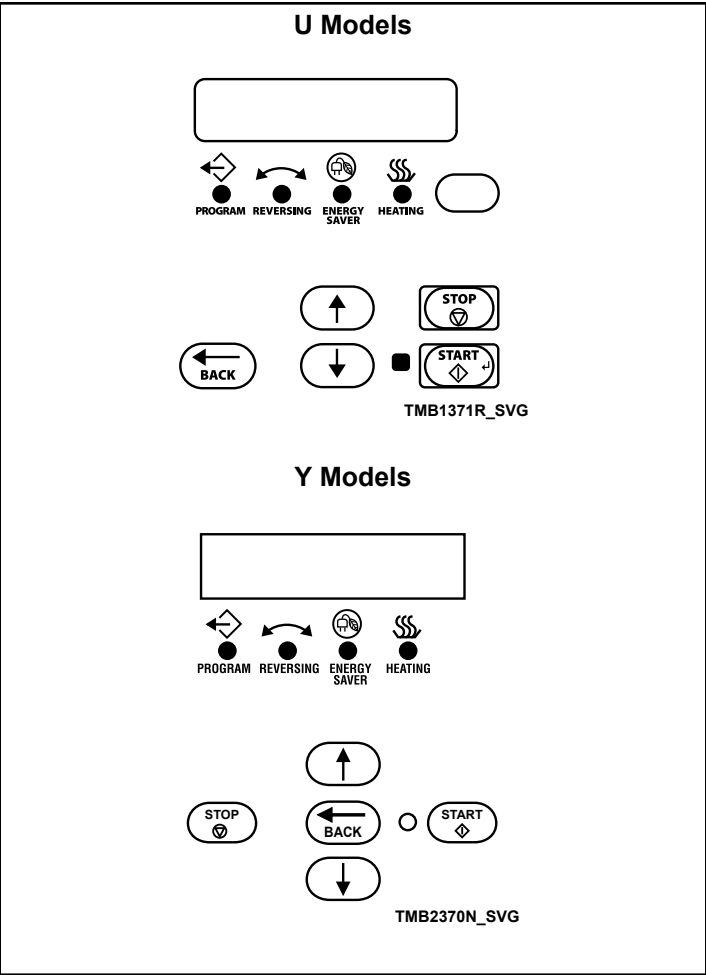 U Models
PROGRAM REVERSING ENERGY SAVER HEATING
STOP
BACK
START
TMB1371R_SVG
Y Models
PROGRAM REVERSING ENERGY SAVER HEATING
STOP
BACK
START
TMB2370N_SVG